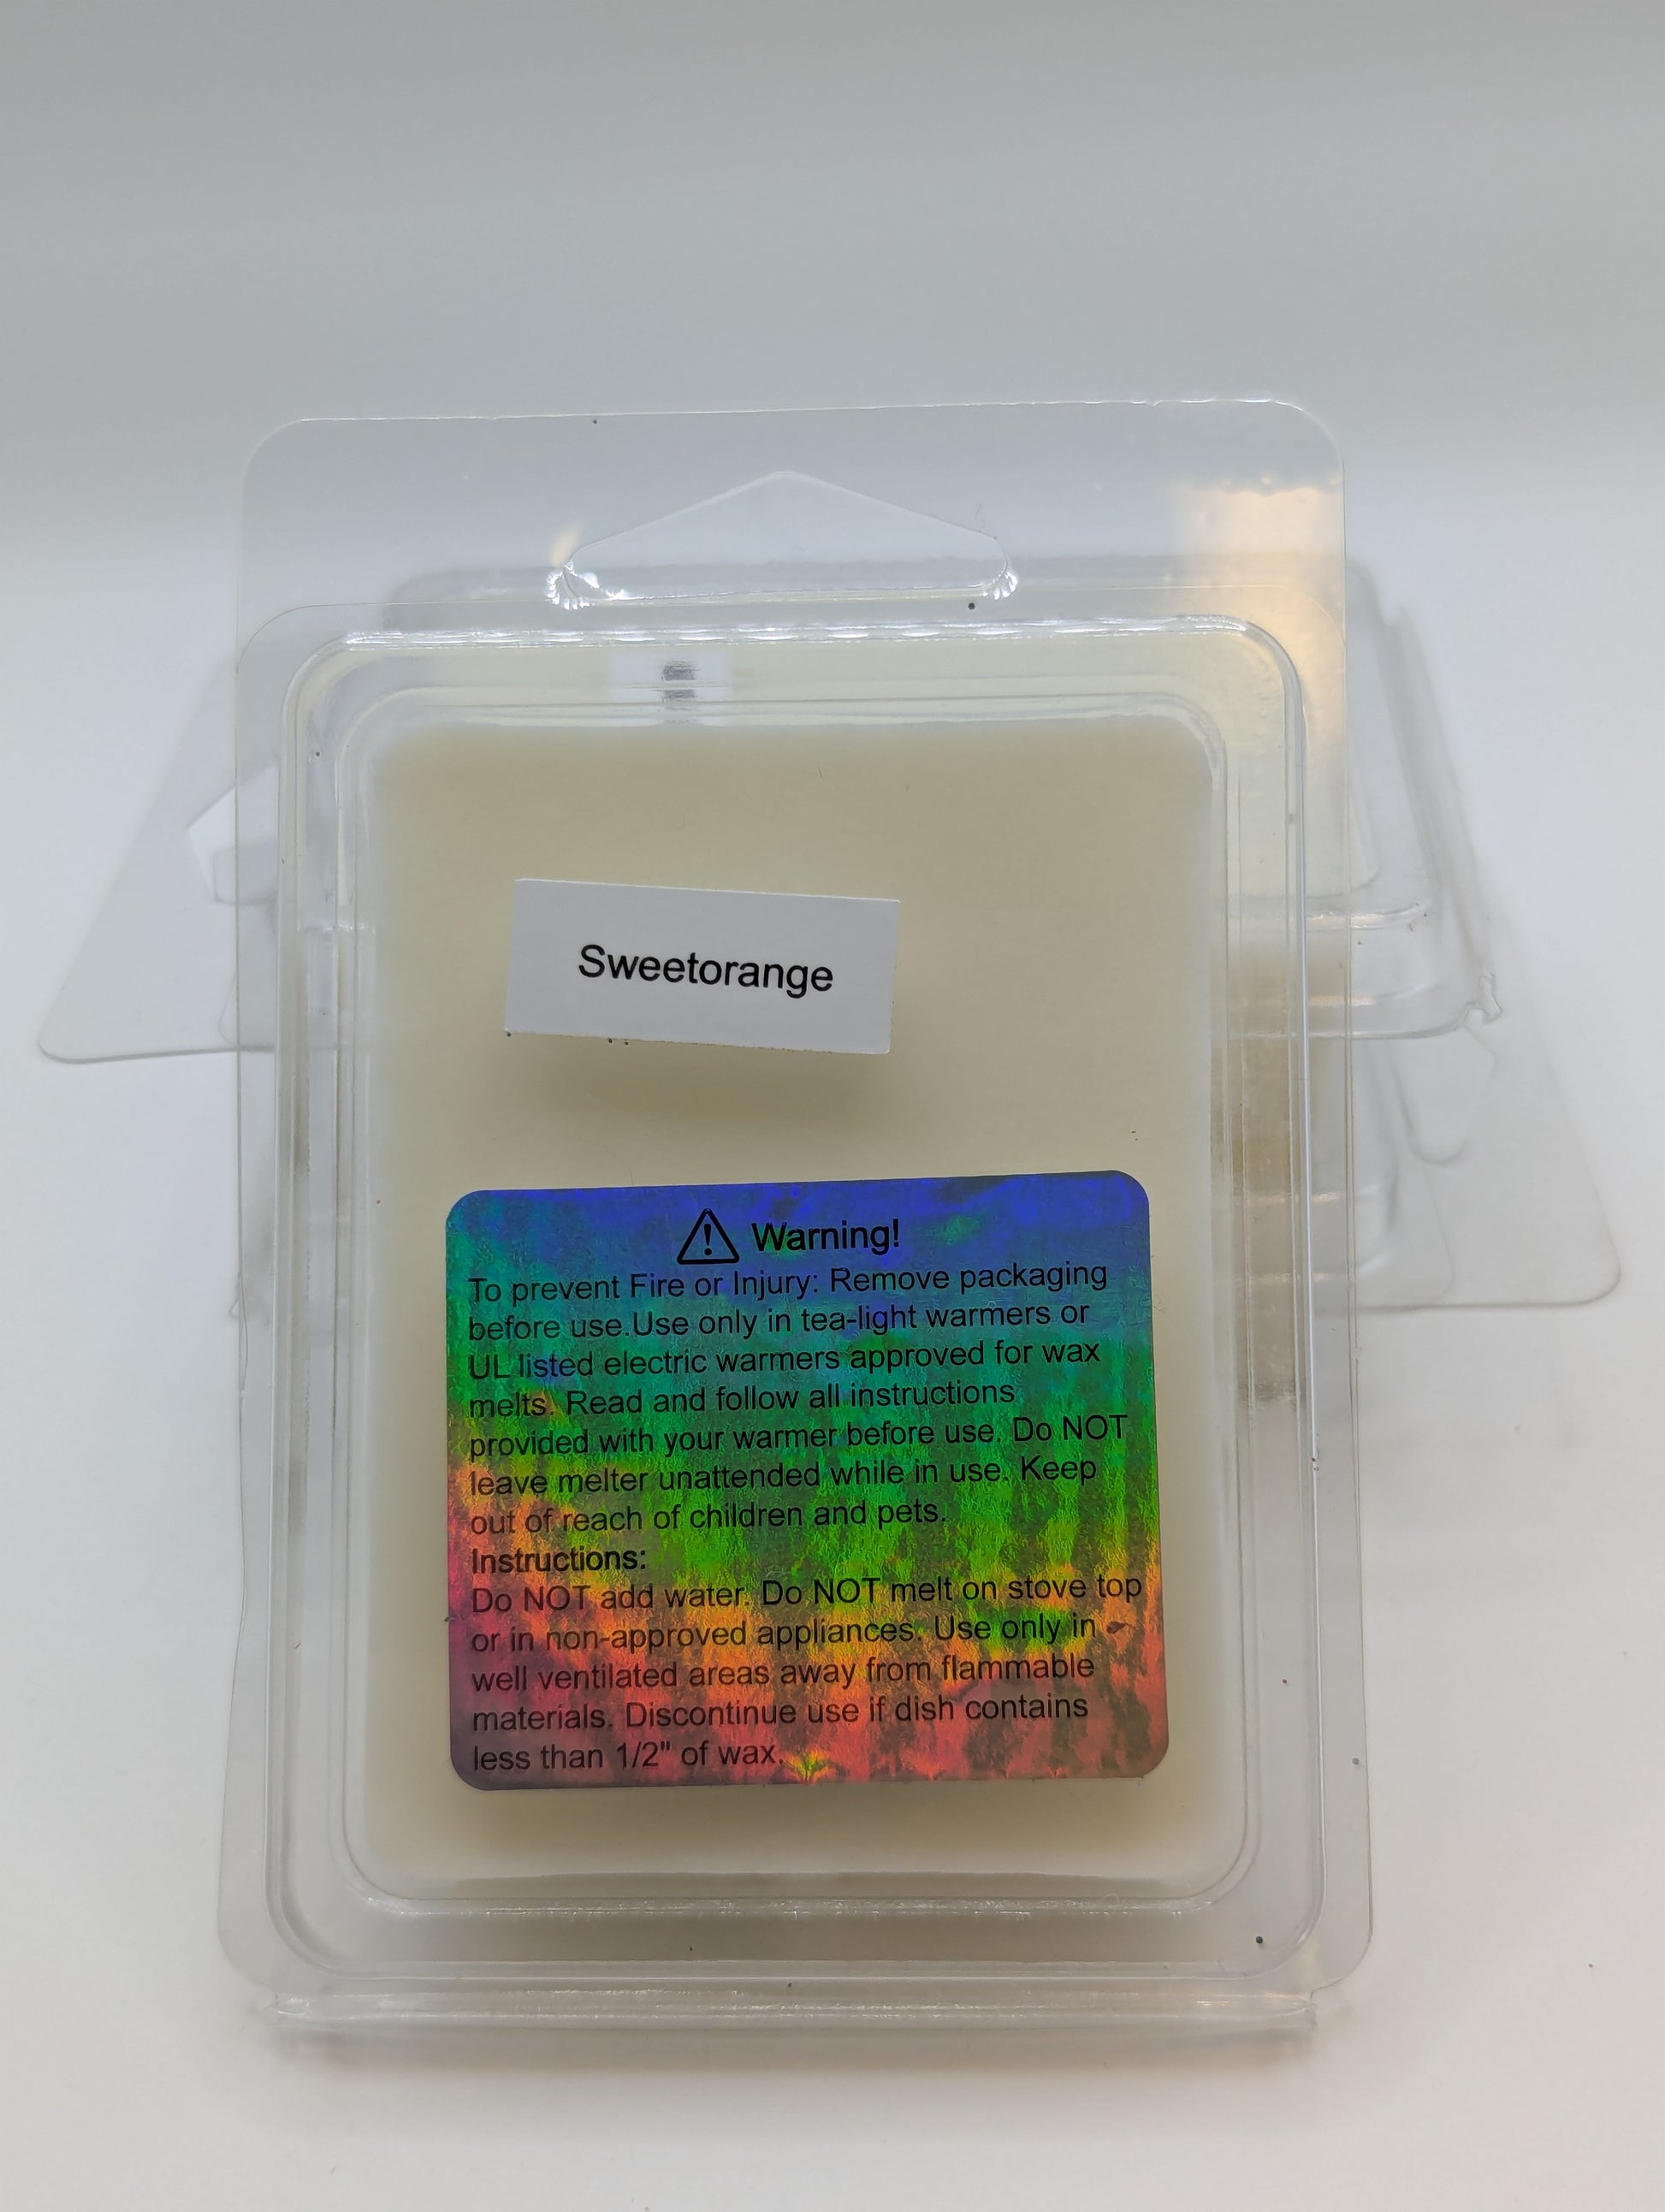 Sweetorange
Warning!
To prevent Fire or Injury: Remove packaging
before use.Use only in tea-light warmers or
UL listed electric warmers approved for wax
melts. Read and follow all instructions
provided with your warmer before use. Do NOT
leave melter unattended while in use. Keep
out of reach of children and pets.
Instructions:
Do NOT add water. Do NOT melt on stove top
or in non-approved appliances. Use only in
well ventilated areas away from flammable
materials. Discontinue use if dish contains
less than 1/2" of wax.